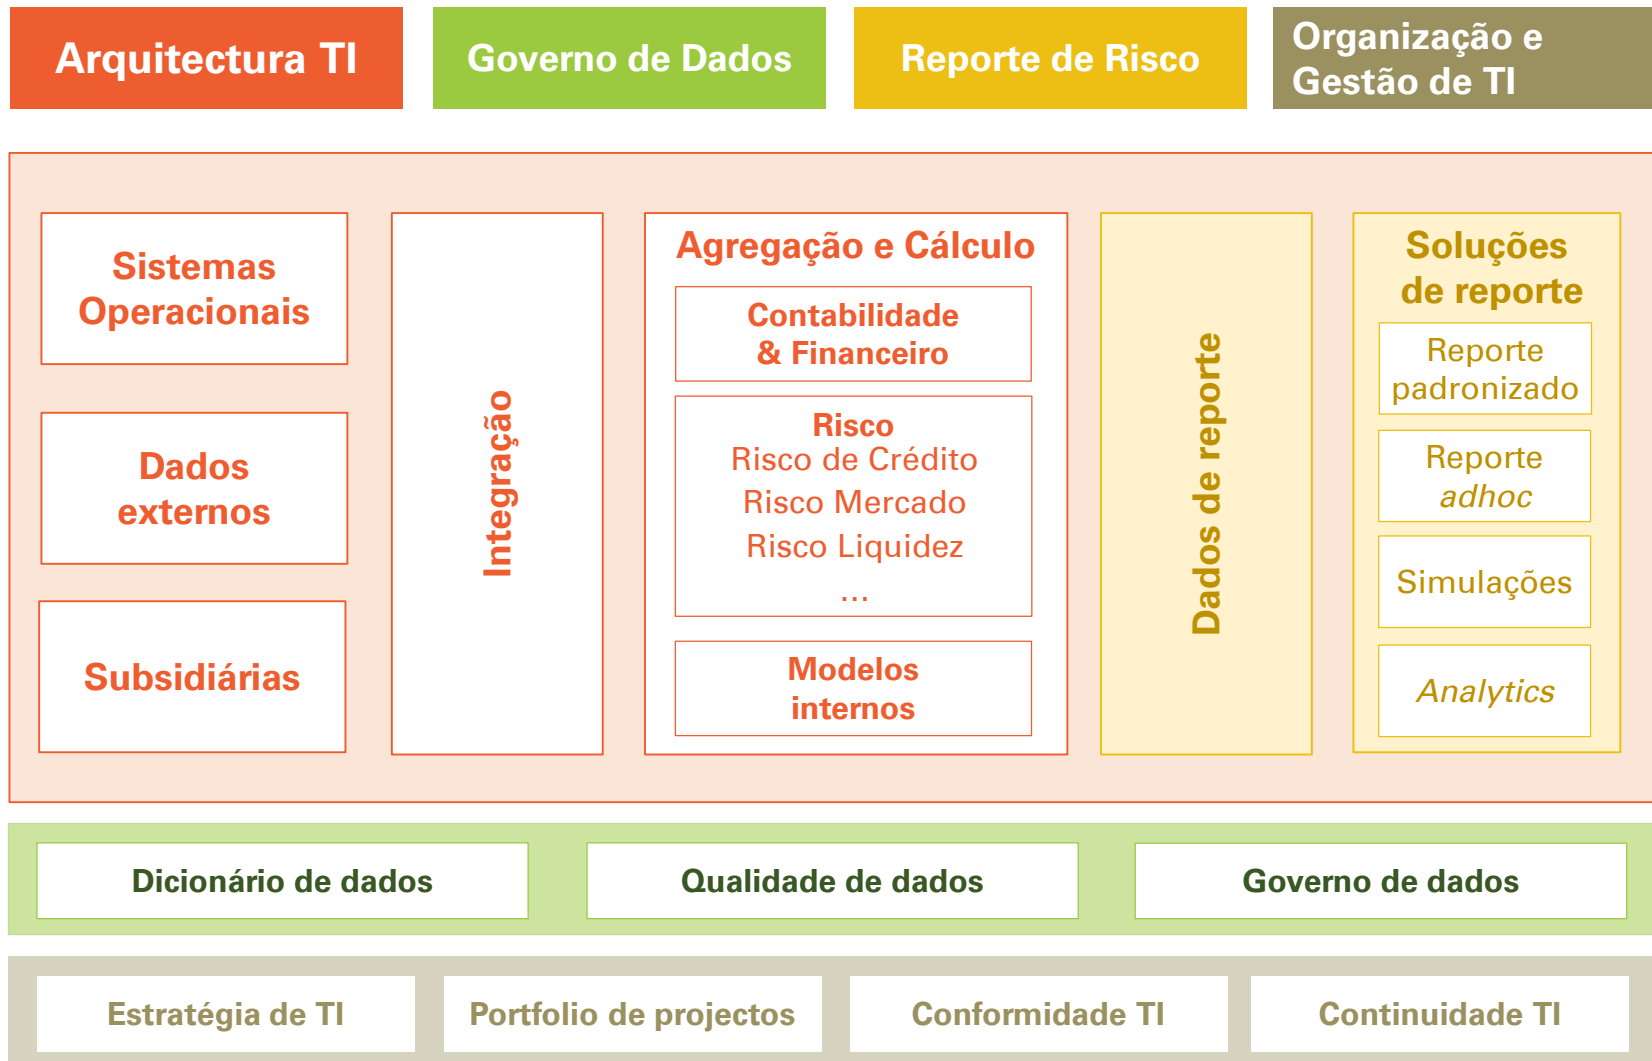 Arquitectura TI
Governo de Dados
Reporte de Risco
Organização e
Gestão de TI
Sistemas
Operacionais
Dados
externos
Subsidiárias
Integração
Agregação e Cálculo
Contabilidade
& Financeiro
Risco
Risco de Crédito
Risco Mercado
Risco Liquidez
...
Modelos
internos
Dados de reporte
Soluções
de reporte
Reporte
padronizado
Reporte
adhoc
Simulações
Analytics
Dicionário de dados
Qualidade de dados
Governo de dados
Estratégia de TI
Portfolio de projectos
Conformidade TI
Continuidade TI